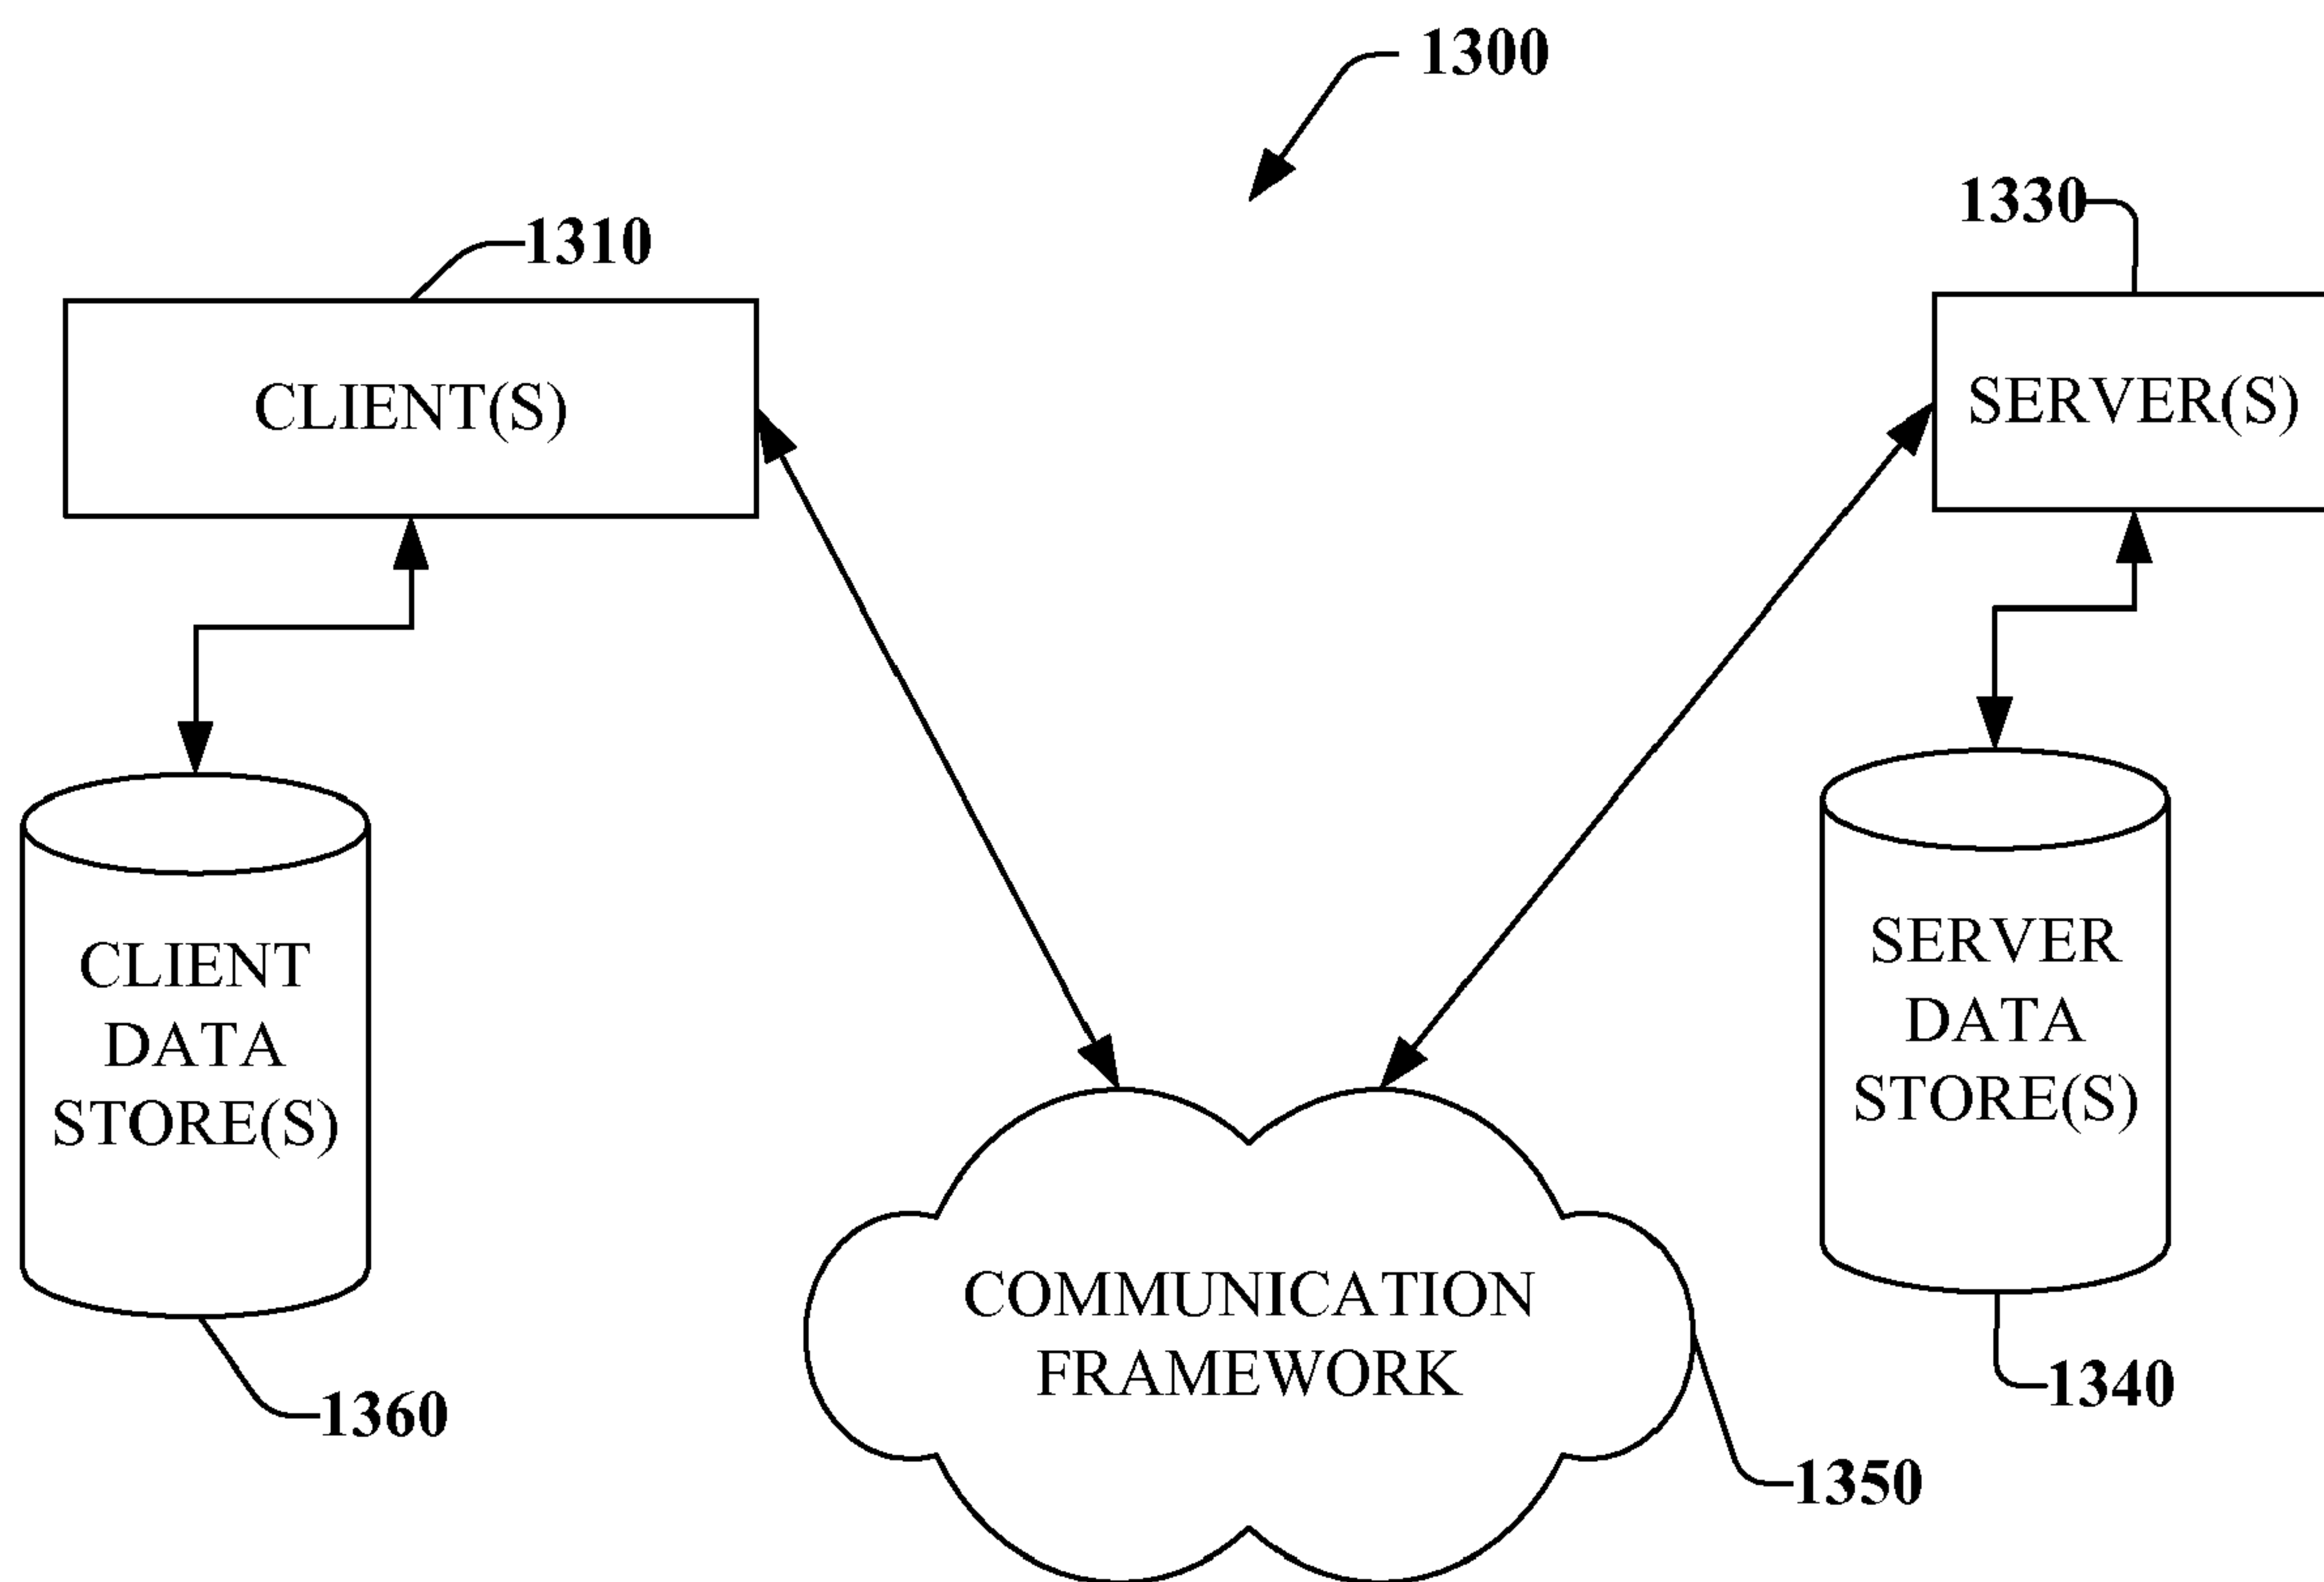 1300
1310
1330
CLIENT(S)
SERVER(S)
CLIENT
DATA
STORE(S)
SERVER
DATA
STORE(S)
COMMUNICATION
FRAMEWORK
1360
1340
1350